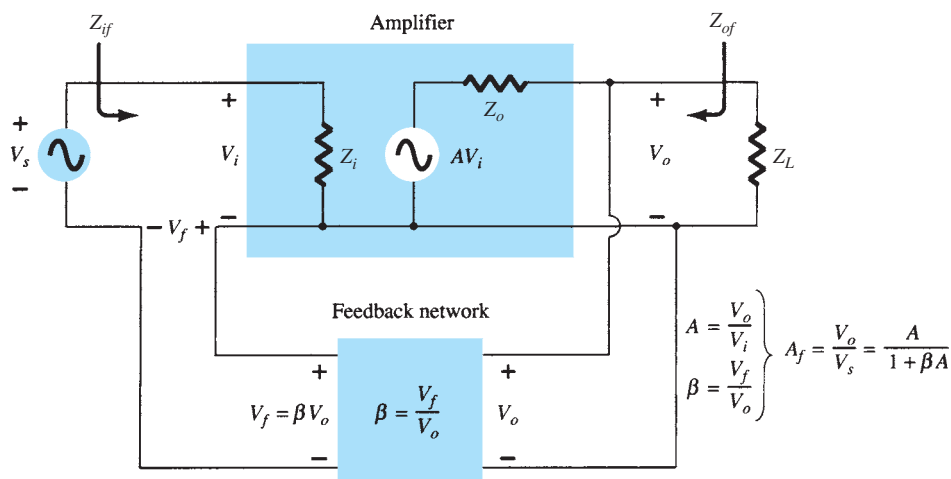 Amplifier
Z_if
Z_of
+
V_s
−
+
V_i
−
Z_i
AV_i
Z_o
+
V_o
−
Z_L
− V_f +
Feedback network
+
V_f = βV_o
−
β = V_f / V_o
+
V_o
−
A = V_o / V_i
β = V_f / V_o
A_f = V_o / V_s = A / (1 + βA)